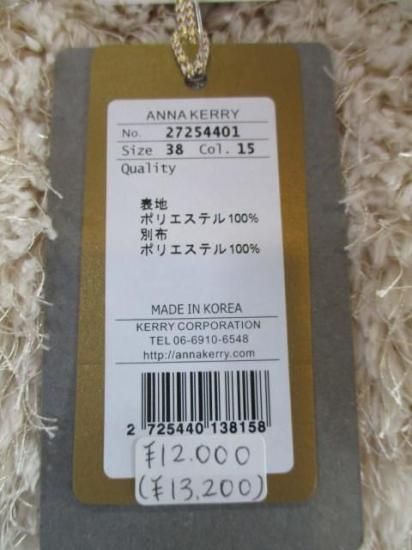 ANNAKERRY
No. 27254401
Size 38 Col. 15
Quality
表地
ポリエステル100%
別布
ポリエステル100%
MADE IN KOREA
KERRY CORPORATION
TEL 06-6910-6548
http://annakerry.com
2 725440 138158
¥12.000
(¥13,200)